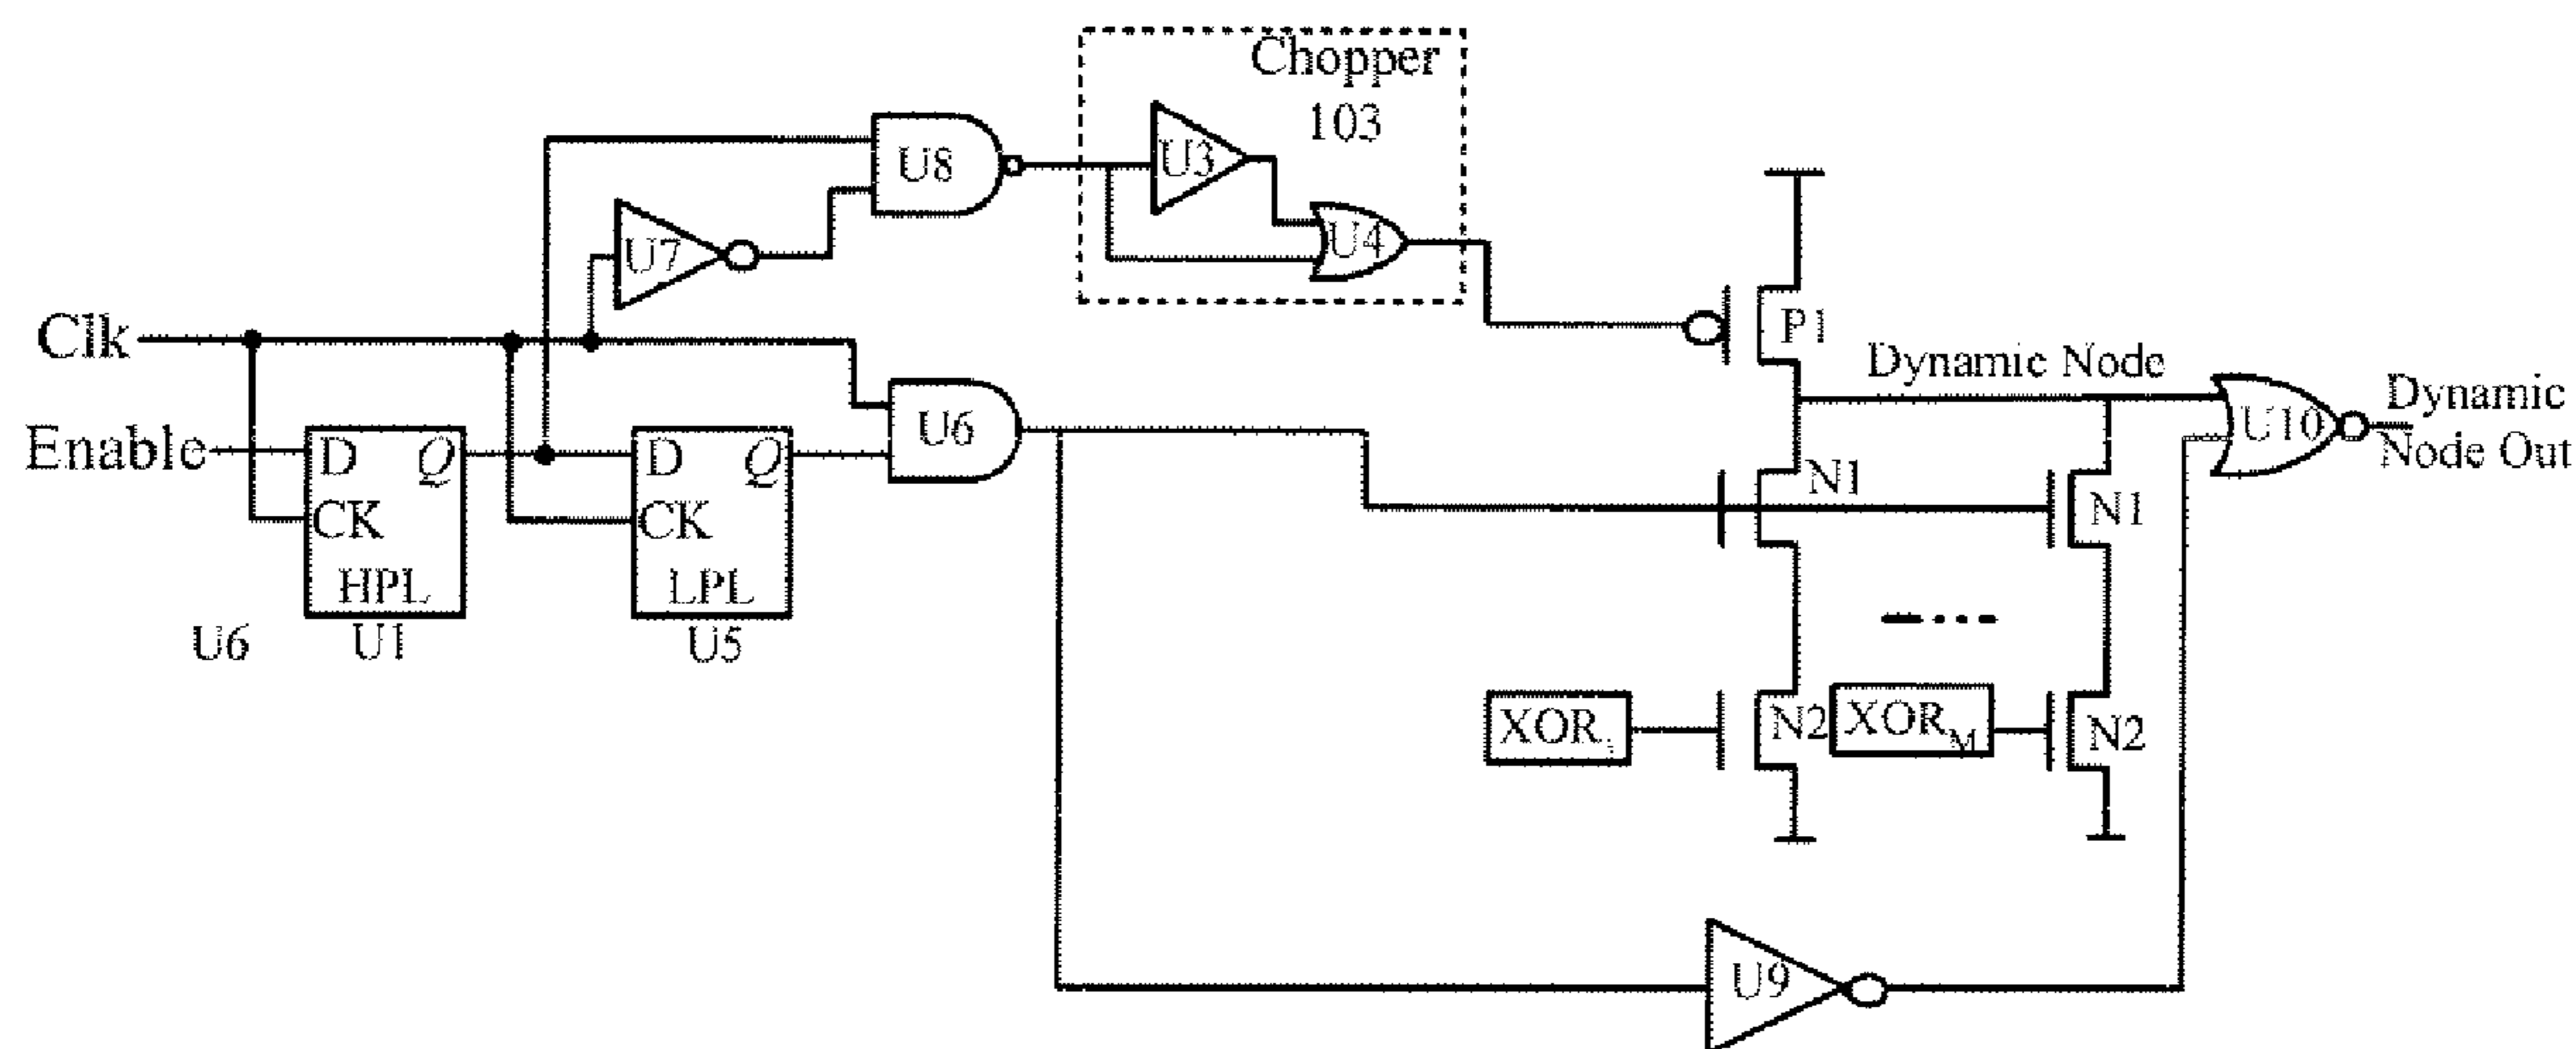 Chopper
103
U8
U3
U4
U7
Clk
P1
Dynamic Node
Dynamic
Node Out
U10
Enable
D Q
CK
HPL
U1
D Q
CK
LPL
U5
U6
U6
N1
N1
XOR
N2
XOR M
N2
U9